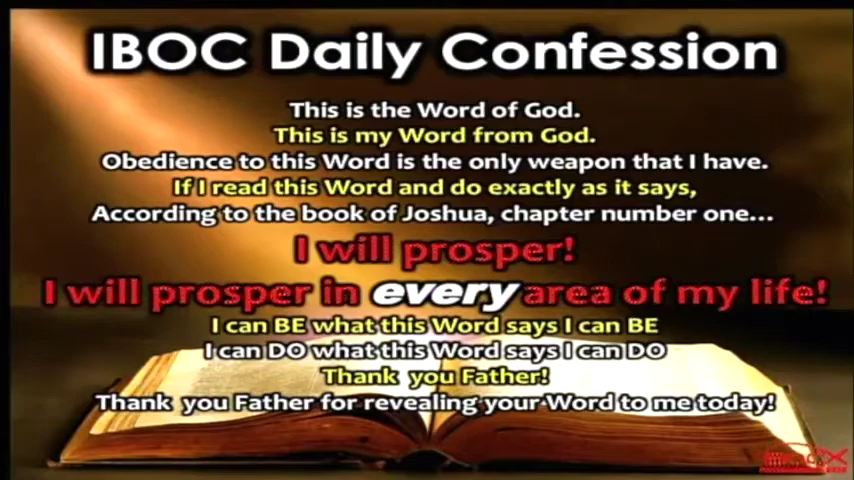 IBOC Daily Confession
This is the Word of God.
This is my Word from God.
Obedience to this Word is the only weapon that I have.
If I read this Word and do exactly as it says,
According to the book of Joshua, chapter number one...
I will prosper!
I will prosper in every area of my life!
I can BE what this Word says I can BE
I can DO what this Word says I can DO
Thank you Father!
Thank you Father for revealing your Word to me today!